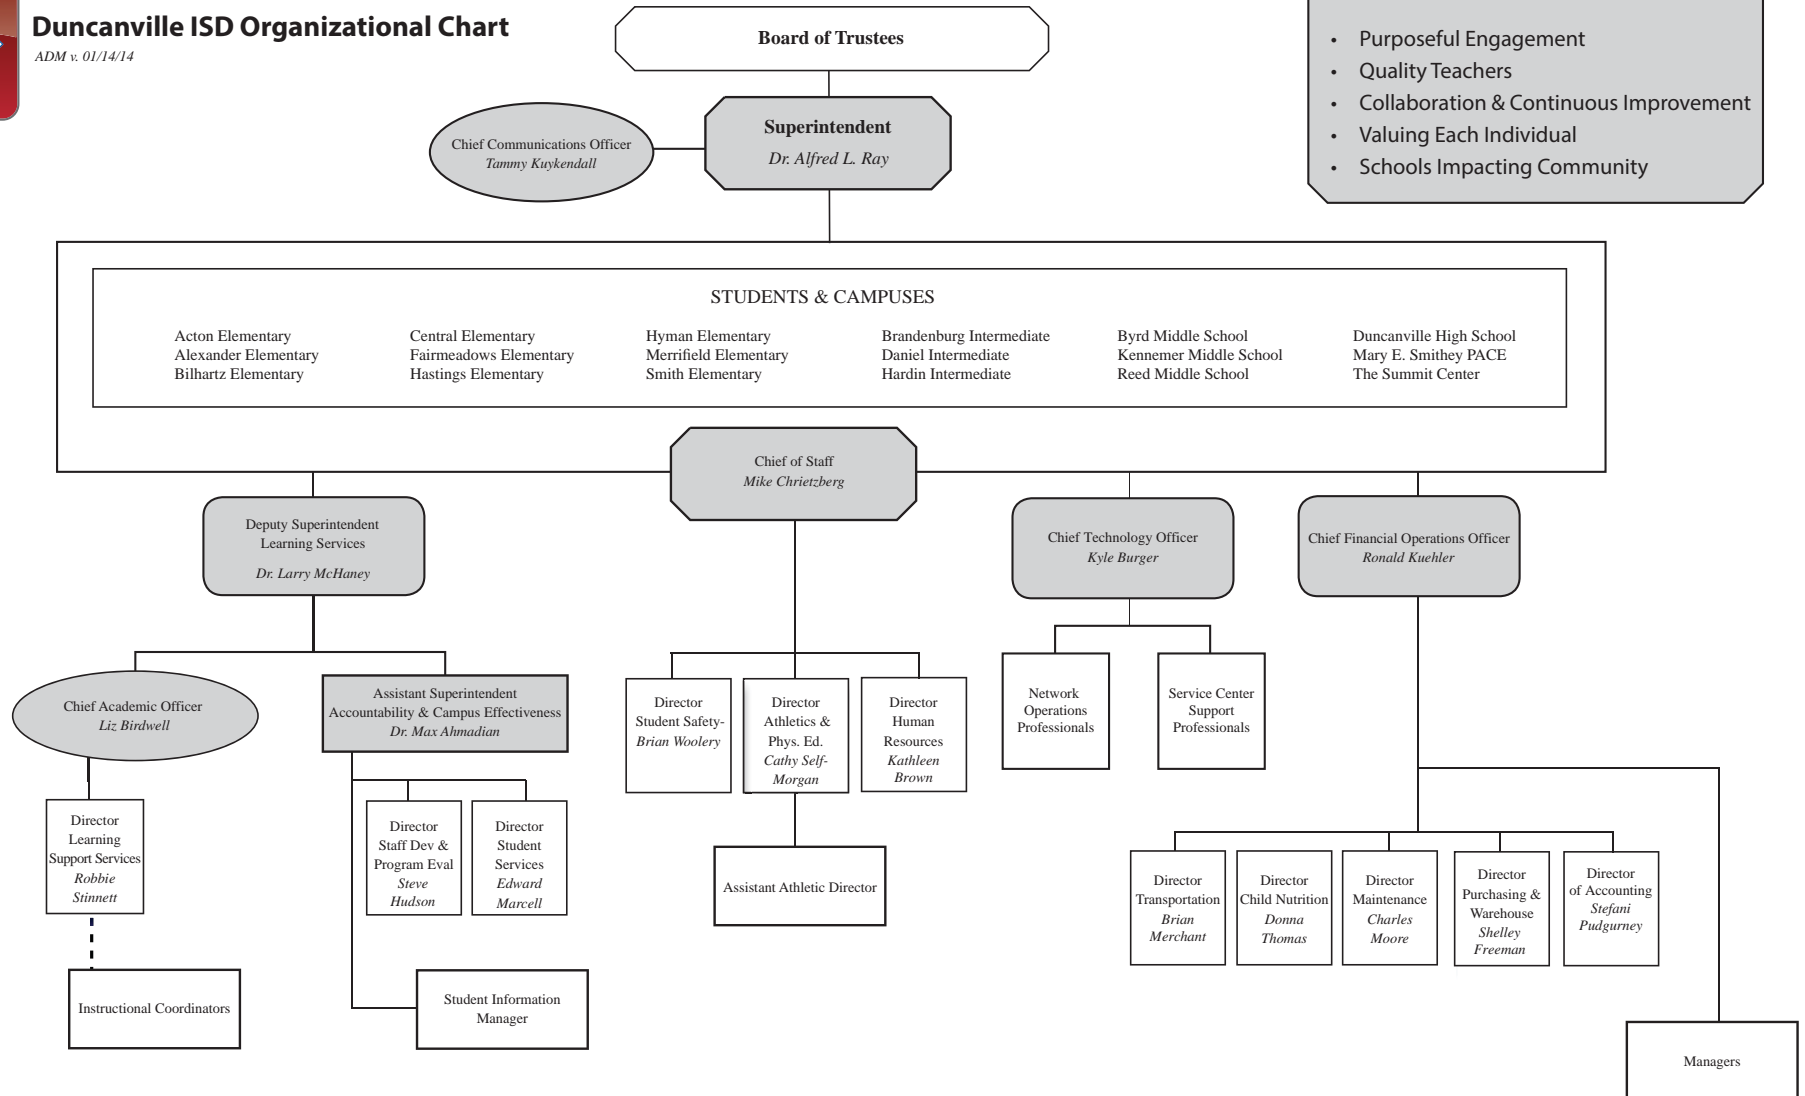 Duncanville ISD Organizational Chart
ADM v. 01/14/14
Board of Trustees
• Purposeful Engagement
• Quality Teachers
• Collaboration & Continuous Improvement
• Valuing Each Individual
• Schools Impacting Community
Superintendent
Dr. Alfred L. Ray
Chief Communications Officer
Tammy Kuykendall
STUDENTS & CAMPUSES
Acton Elementary
Alexander Elementary
Bilhartz Elementary
Central Elementary
Fairmeadows Elementary
Hastings Elementary
Hyman Elementary
Merrifield Elementary
Smith Elementary
Brandenburg Intermediate
Daniel Intermediate
Hardin Intermediate
Byrd Middle School
Kennemer Middle School
Reed Middle School
Duncanville High School
Mary E. Smithey PACE
The Summit Center
Chief of Staff
Mike Chrietzberg
Deputy Superintendent
Learning Services
Dr. Larry McHaney
Chief Technology Officer
Kyle Burger
Chief Financial Operations Officer
Ronald Kuehler
Chief Academic Officer
Liz Birdwell
Assistant Superintendent
Accountability & Campus Effectiveness
Dr. Max Ahmadian
Director
Student Safety-
Brian Woolery
Director
Athletics &
Phys. Ed.
Cathy Self-
Morgan
Director
Human
Resources
Kathleen
Brown
Network
Operations
Professionals
Service Center
Support
Professionals
Director
Learning
Support Services
Robbie
Stinnett
Director
Staff Dev &
Program Eval
Steve
Hudson
Director
Student
Services
Edward
Marcell
Assistant Athletic Director
Director
Transportation
Brian
Merchant
Director
Child Nutrition
Donna
Thomas
Director
Maintenance
Charles
Moore
Director
Purchasing &
Warehouse
Shelley
Freeman
Director
of Accounting
Stefani
Pudgurney
Instructional Coordinators
Student Information
Manager
Managers